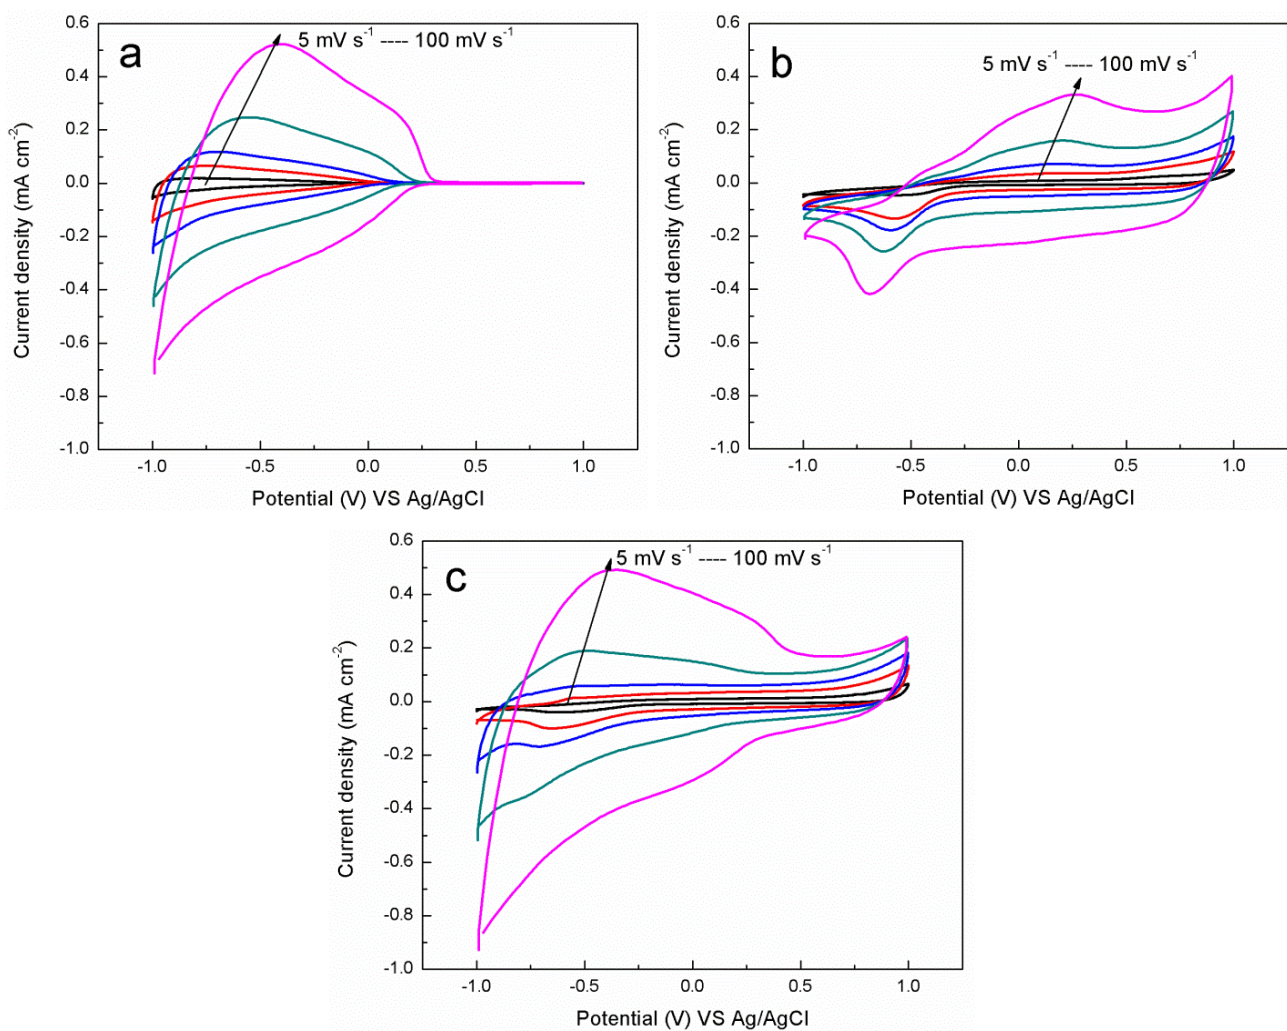 a
5 mV s⁻¹ ---- 100 mV s⁻¹
0.6
0.4
0.2
0.0
-0.2
-0.4
-0.6
-0.8
-1.0
Current density (mA cm⁻²)
-1.0 -0.5 0.0 0.5 1.0
Potential (V) VS Ag/AgCl
b
5 mV s⁻¹ ---- 100 mV s⁻¹
0.6
0.4
0.2
0.0
-0.2
-0.4
-0.6
-0.8
-1.0
Current density (mA cm⁻²)
-1.0 -0.5 0.0 0.5 1.0
Potential (V) VS Ag/AgCl
c
5 mV s⁻¹ ---- 100 mV s⁻¹
0.6
0.4
0.2
0.0
-0.2
-0.4
-0.6
-0.8
-1.0
Current density (mA cm⁻²)
-1.0 -0.5 0.0 0.5 1.0
Potential (V) VS Ag/AgCl